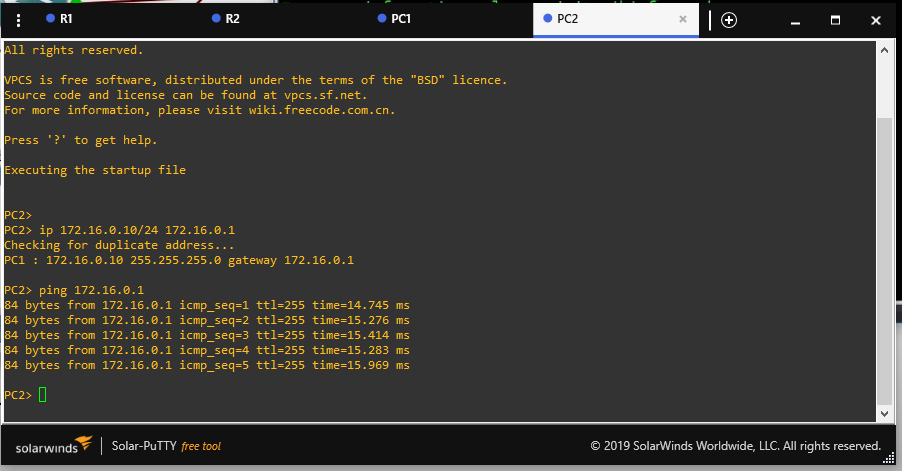 R1
R2
PC1
PC2
All rights reserved.
VPCS is free software, distributed under the terms of the "BSD" licence.
Source code and license can be found at vpcs.sf.net.
For more information, please visit wiki.freecode.com.cn.
Press '?' to get help.
Executing the startup file
PC2>
PC2> ip 172.16.0.10/24 172.16.0.1
Checking for duplicate address...
PC1 : 172.16.0.10 255.255.255.0 gateway 172.16.0.1
PC2> ping 172.16.0.1
84 bytes from 172.16.0.1 icmp_seq=1 ttl=255 time=14.745 ms
84 bytes from 172.16.0.1 icmp_seq=2 ttl=255 time=15.276 ms
84 bytes from 172.16.0.1 icmp_seq=3 ttl=255 time=15.414 ms
84 bytes from 172.16.0.1 icmp_seq=4 ttl=255 time=15.283 ms
84 bytes from 172.16.0.1 icmp_seq=5 ttl=255 time=15.969 ms
PC2>
solarwinds Solar-PuTTY free tool © 2019 SolarWinds Worldwide, LLC. All rights reserved.